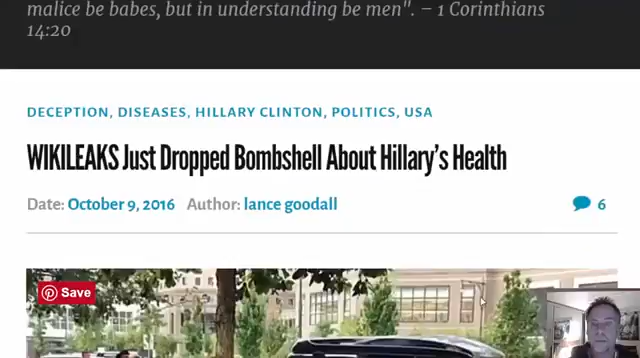 malice be babes, but in understanding be men". – 1 Corinthians
14:20
DECEPTION, DISEASES, HILLARY CLINTON, POLITICS, USA
WIKILEAKS Just Dropped Bombshell About Hillary's Health
Date: October 9, 2016 Author: lance goodall 6
Save